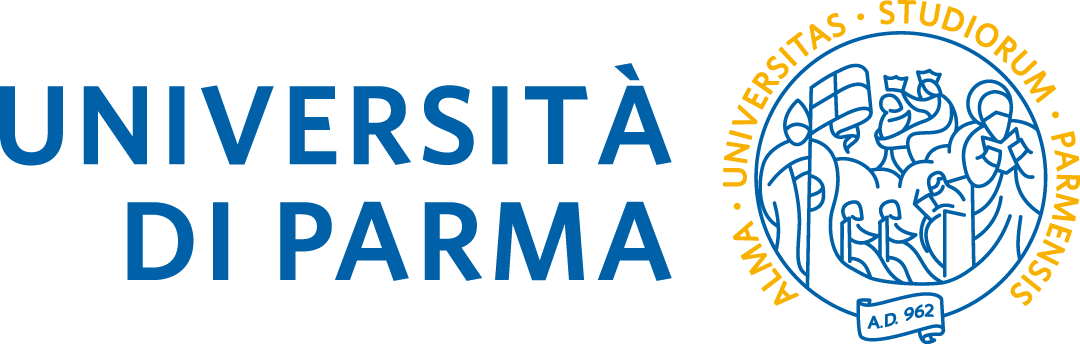 UNIVERSITÀ
DI PARMA
ALMA · UNIVERSITAS · STUDIORUM · PARMENSIS
A.D. 962